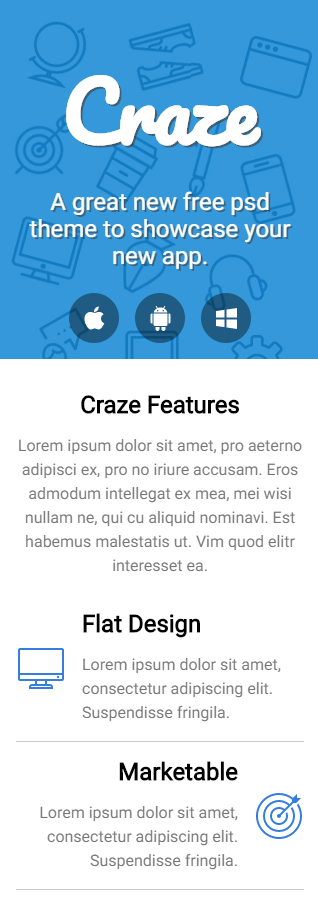 Craze
A great new free psd
theme to showcase your
new app.
Craze Features
Lorem ipsum dolor sit amet, pro aeterno
adipisci ex, pro no iriure accusam. Eros
admodum intellegat ex mea, mei wisi
nullam ne, qui cu aliquid nominavi. Est
habemus malestatis ut. Vim quod elitr
interesset ea.
Flat Design
Lorem ipsum dolor sit amet,
consectetur adipiscing elit.
Suspendisse fringila.
Marketable
Lorem ipsum dolor sit amet,
consectetur adipiscing elit.
Suspendisse fringila.